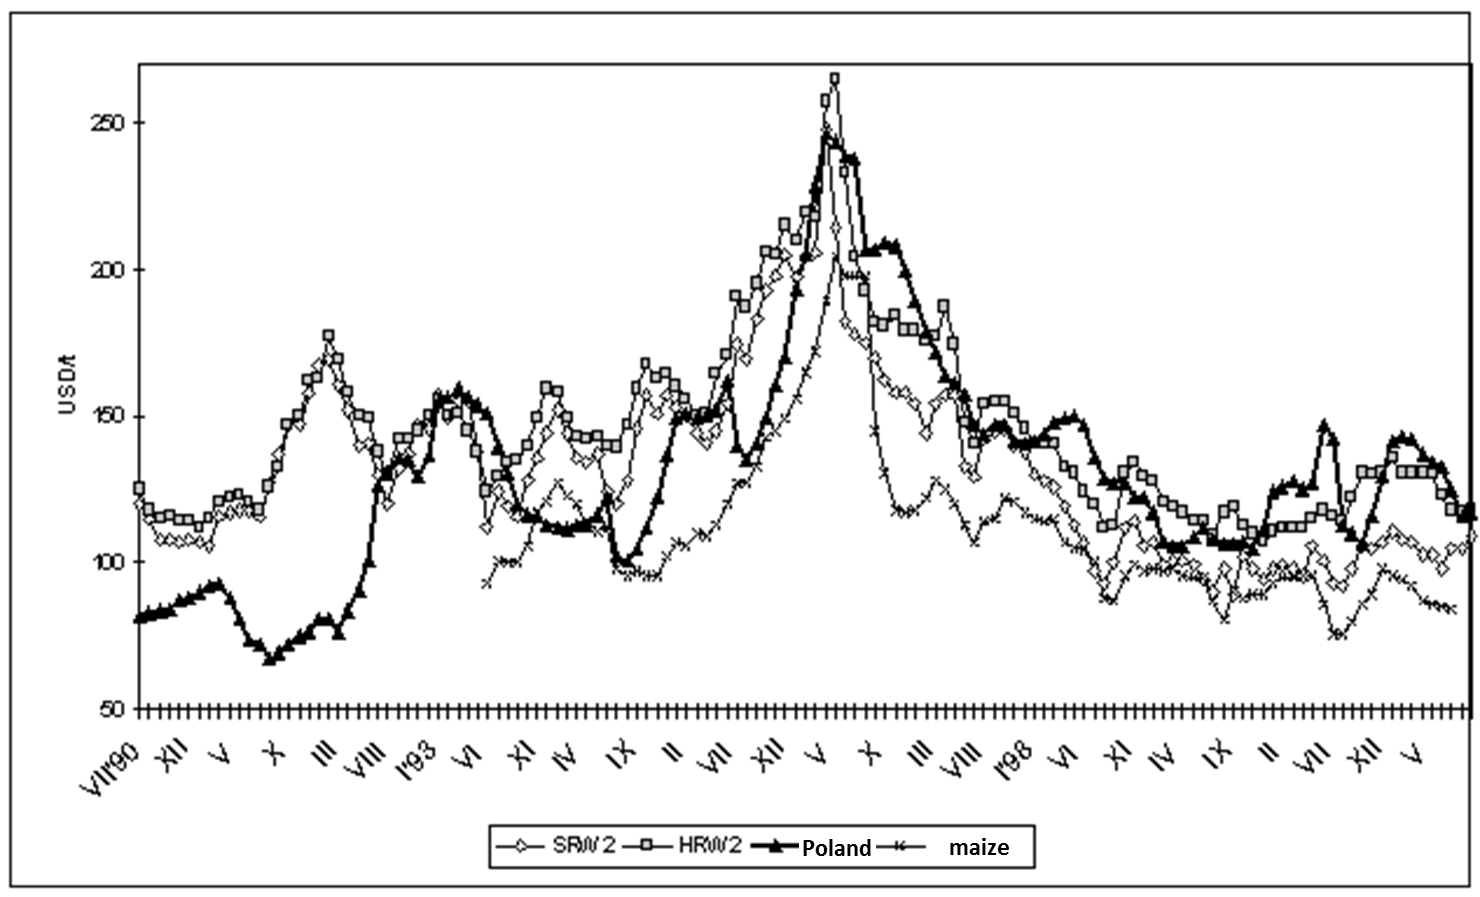 250
200
150
100
50
USD/t
VII'90 XII V X III VIII I'93 VI XI IV IX II VII XII V X III VIII I'98 VI XI IV IX II VII XII V
SRW2 HRW2 Poland maize